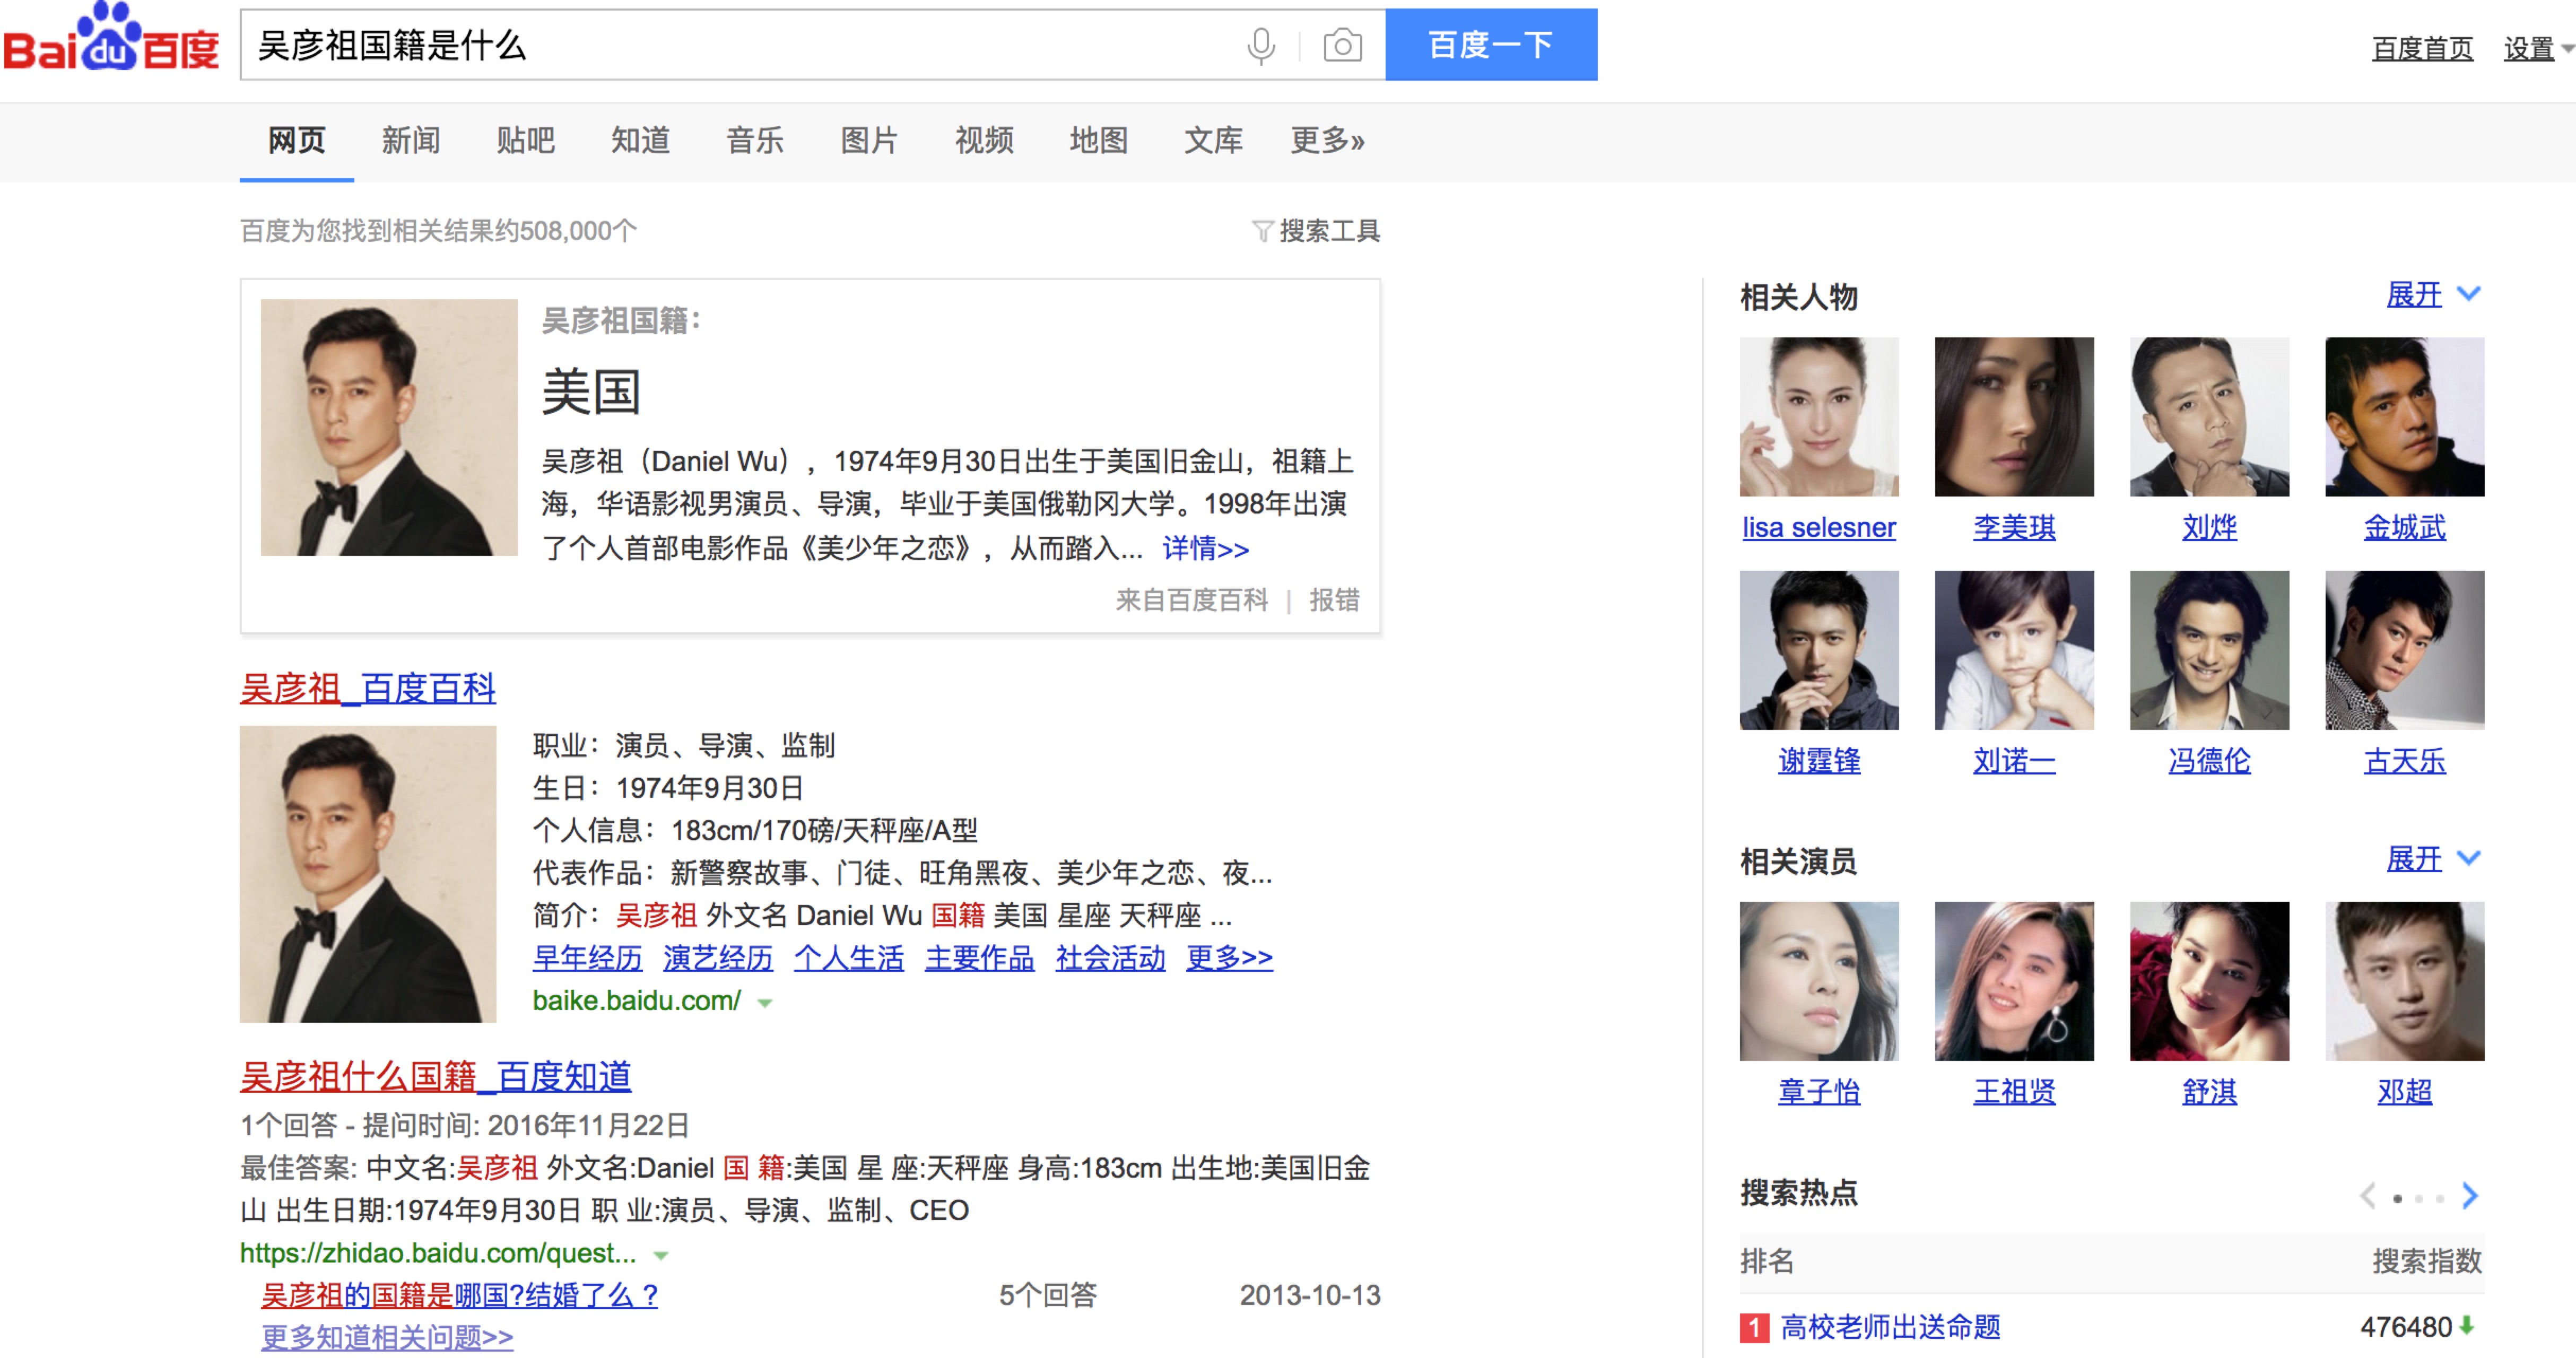 Baidu百度
吴彦祖国籍是什么
百度一下
百度首页 设置
网页 新闻 贴吧 知道 音乐 图片 视频 地图 文库 更多»
百度为您找到相关结果约508,000个
搜索工具
吴彦祖国籍：
美国
吴彦祖（Daniel Wu），1974年9月30日出生于美国旧金山，祖籍上
海，华语影视男演员、导演，毕业于美国俄勒冈大学。1998年出演
了个人首部电影作品《美少年之恋》，从而踏入... 详情>>
来自百度百科 | 报错
吴彦祖_百度百科
职业：演员、导演、监制
生日：1974年9月30日
个人信息：183cm/170磅/天秤座/A型
代表作品：新警察故事、门徒、旺角黑夜、美少年之恋、夜...
简介：吴彦祖 外文名 Daniel Wu 国籍 美国 星座 天秤座 ...
早年经历 演艺经历 个人生活 主要作品 社会活动 更多>>
baike.baidu.com/
吴彦祖什么国籍_百度知道
1个回答 - 提问时间: 2016年11月22日
最佳答案: 中文名:吴彦祖 外文名:Daniel 国 籍:美国 星 座:天秤座 身高:183cm 出生地:美国旧金
山 出生日期:1974年9月30日 职 业:演员、导演、监制、CEO
https://zhidao.baidu.com/quest...
吴彦祖的国籍是哪国?结婚了么？ 5个回答 2013-10-13
更多知道相关问题>>
相关人物 展开
lisa selesner 李美琪 刘烨 金城武
谢霆锋 刘诺一 冯德伦 古天乐
相关演员 展开
章子怡 王祖贤 舒淇 邓超
搜索热点
排名 搜索指数
1 高校老师出送命题 476480